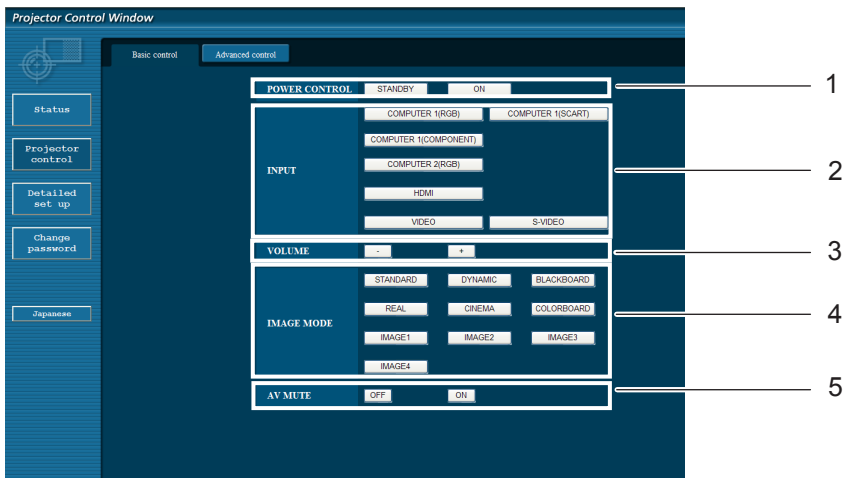 Projector Control Window
Basic control
Advanced control
Status
Projector
control
Detailed
set up
Change
password
Japanese
POWER CONTROL STANDBY ON
1
COMPUTER 1(RGB) COMPUTER 1(SCART)
COMPUTER 1(COMPONENT)
INPUT
COMPUTER 2(RGB)
HDMI
VIDEO S-VIDEO
2
VOLUME - +
3
STANDARD DYNAMIC BLACKBOARD
REAL CINEMA COLORBOARD
IMAGE MODE
IMAGE1 IMAGE2 IMAGE3
IMAGE4
4
AV MUTE OFF ON
5